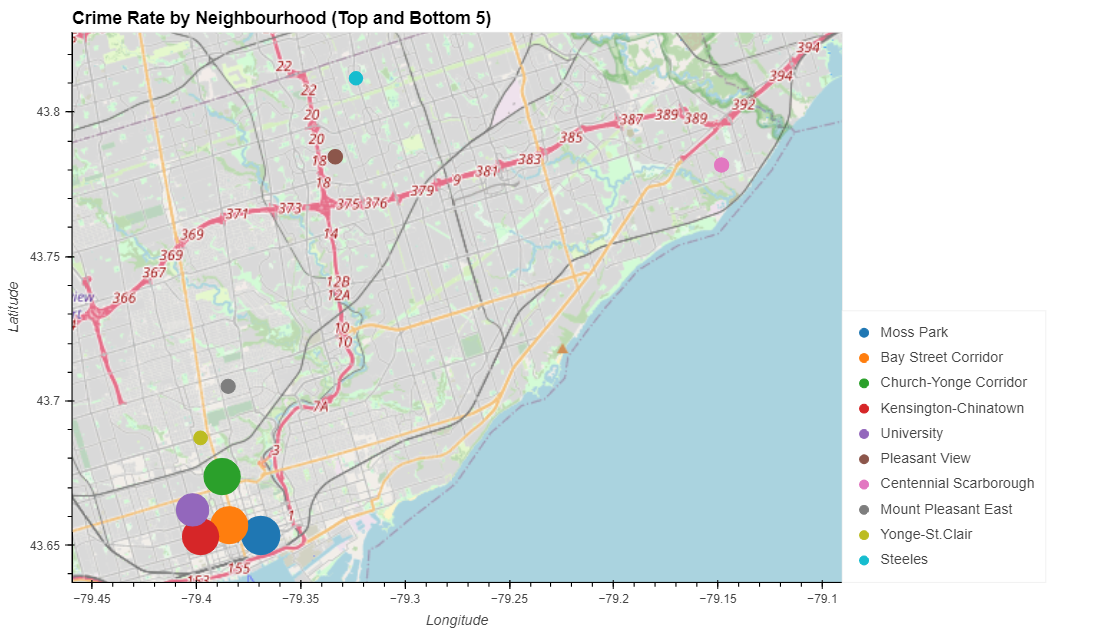 Crime Rate by Neighbourhood (Top and Bottom 5)
394
22
394
22
43.8
392
20
387
389
389
20
385
18
383
381
18
379
9
375
376
373
371
14
369
369
43.75
367
12B
366
12A
10
10
43.7
7A
3
1
43.65
155
153
−79.45
−79.4
−79.35
−79.3
−79.25
−79.2
−79.15
−79.1
Longitude
Latitude
Moss Park
Bay Street Corridor
Church-Yonge Corridor
Kensington-Chinatown
University
Pleasant View
Centennial Scarborough
Mount Pleasant East
Yonge-St.Clair
Steeles